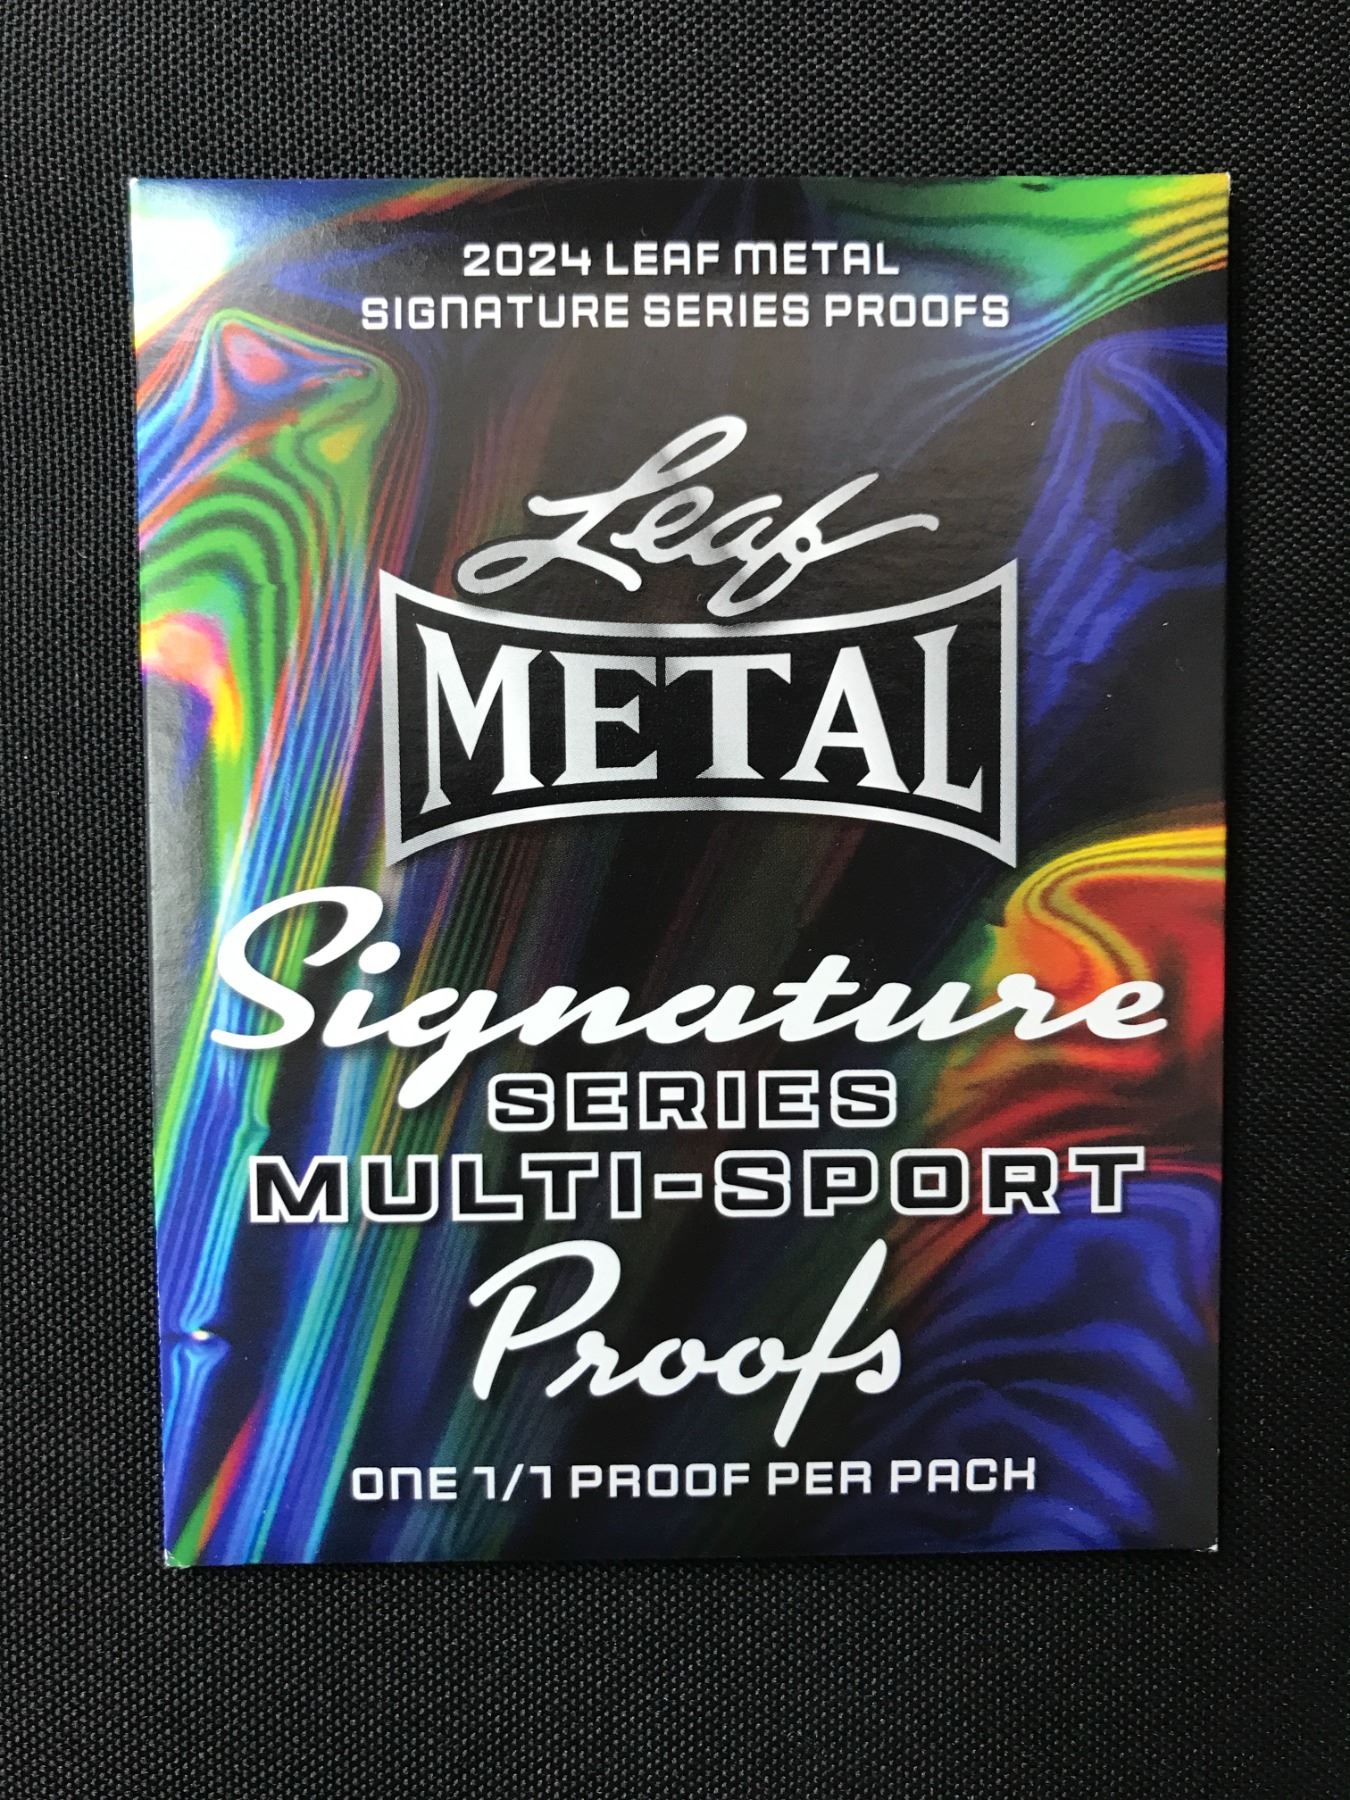 2024 LEAF METAL
SIGNATURE SERIES PROOFS
Leaf
METAL
Signature
SERIES
MULTI-SPORT
Proofs
ONE 1/1 PROOF PER PACK